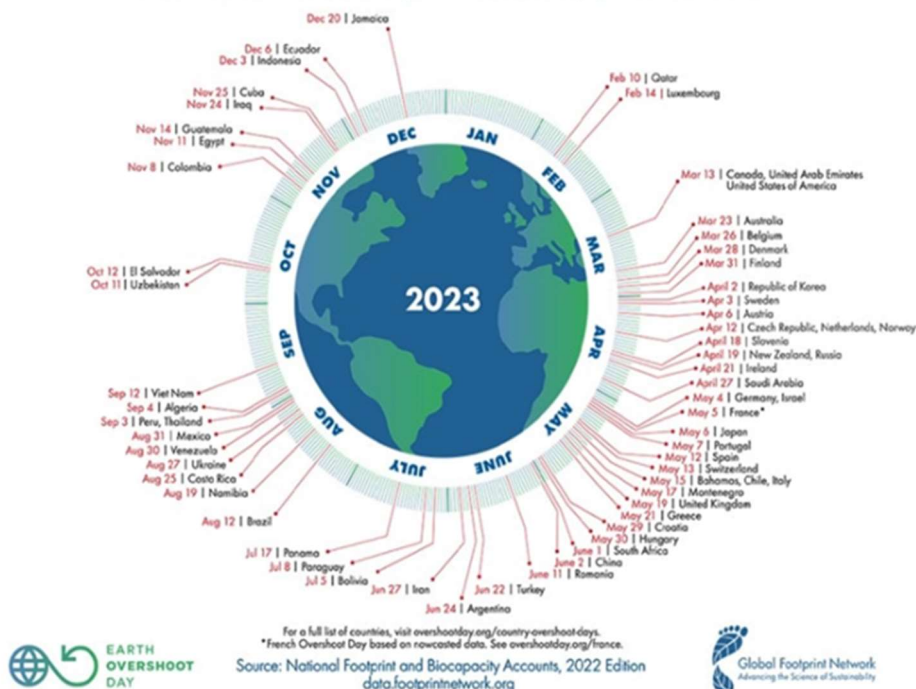 Dec 20 | Jamaica
Dec 6 | Ecuador
Dec 3 | Indonesia
Nov 25 | Cuba
Nov 24 | Iraq
Nov 14 | Guatemala
Nov 11 | Egypt
Nov 8 | Colombia
Oct 12 | El Salvador
Oct 11 | Uzbekistan
Sep 12 | Viet Nam
Sep 4 | Algeria
Sep 3 | Peru, Thailand
Aug 31 | Mexico
Aug 30 | Venezuela
Aug 27 | Ukraine
Aug 25 | Costa Rica
Aug 19 | Namibia
Aug 12 | Brazil
Jul 17 | Panama
Jul 8 | Paraguay
Jul 5 | Bolivia
Jun 27 | Iran
Jun 24 | Argentina
Jun 22 | Turkey
Feb 10 | Qatar
Feb 14 | Luxembourg
Mar 13 | Canada, United Arab Emirates
United States of America
Mar 23 | Australia
Mar 26 | Belgium
Mar 28 | Denmark
Mar 31 | Finland
April 2 | Republic of Korea
Apr 3 | Sweden
Apr 6 | Austria
Apr 12 | Czech Republic, Netherlands, Norway
April 18 | Slovenia
April 19 | New Zealand, Russia
April 21 | Ireland
April 27 | Saudi Arabia
May 4 | Germany, Israel
May 5 | France*
May 6 | Japan
May 7 | Portugal
May 12 | Spain
May 13 | Switzerland
May 15 | Bahamas, Chile, Italy
May 17 | Montenegro
May 19 | United Kingdom
May 21 | Greece
May 29 | Croatia
May 30 | Hungary
June 1 | South Africa
June 2 | China
June 11 | Romania
JAN
FEB
MAR
APR
MAY
JUNE
JULY
AUG
SEP
OCT
NOV
DEC
2023
For a full list of countries, visit overshootday.org/country-overshoot-days.
*French Overshoot Day based on nowcasted data. See overshootday.org/france.
Source: National Footprint and Biocapacity Accounts, 2022 Edition
data.footprintnetwork.org
EARTH
OVERSHOOT
DAY
Global Footprint Network
Advancing the Science of Sustainability